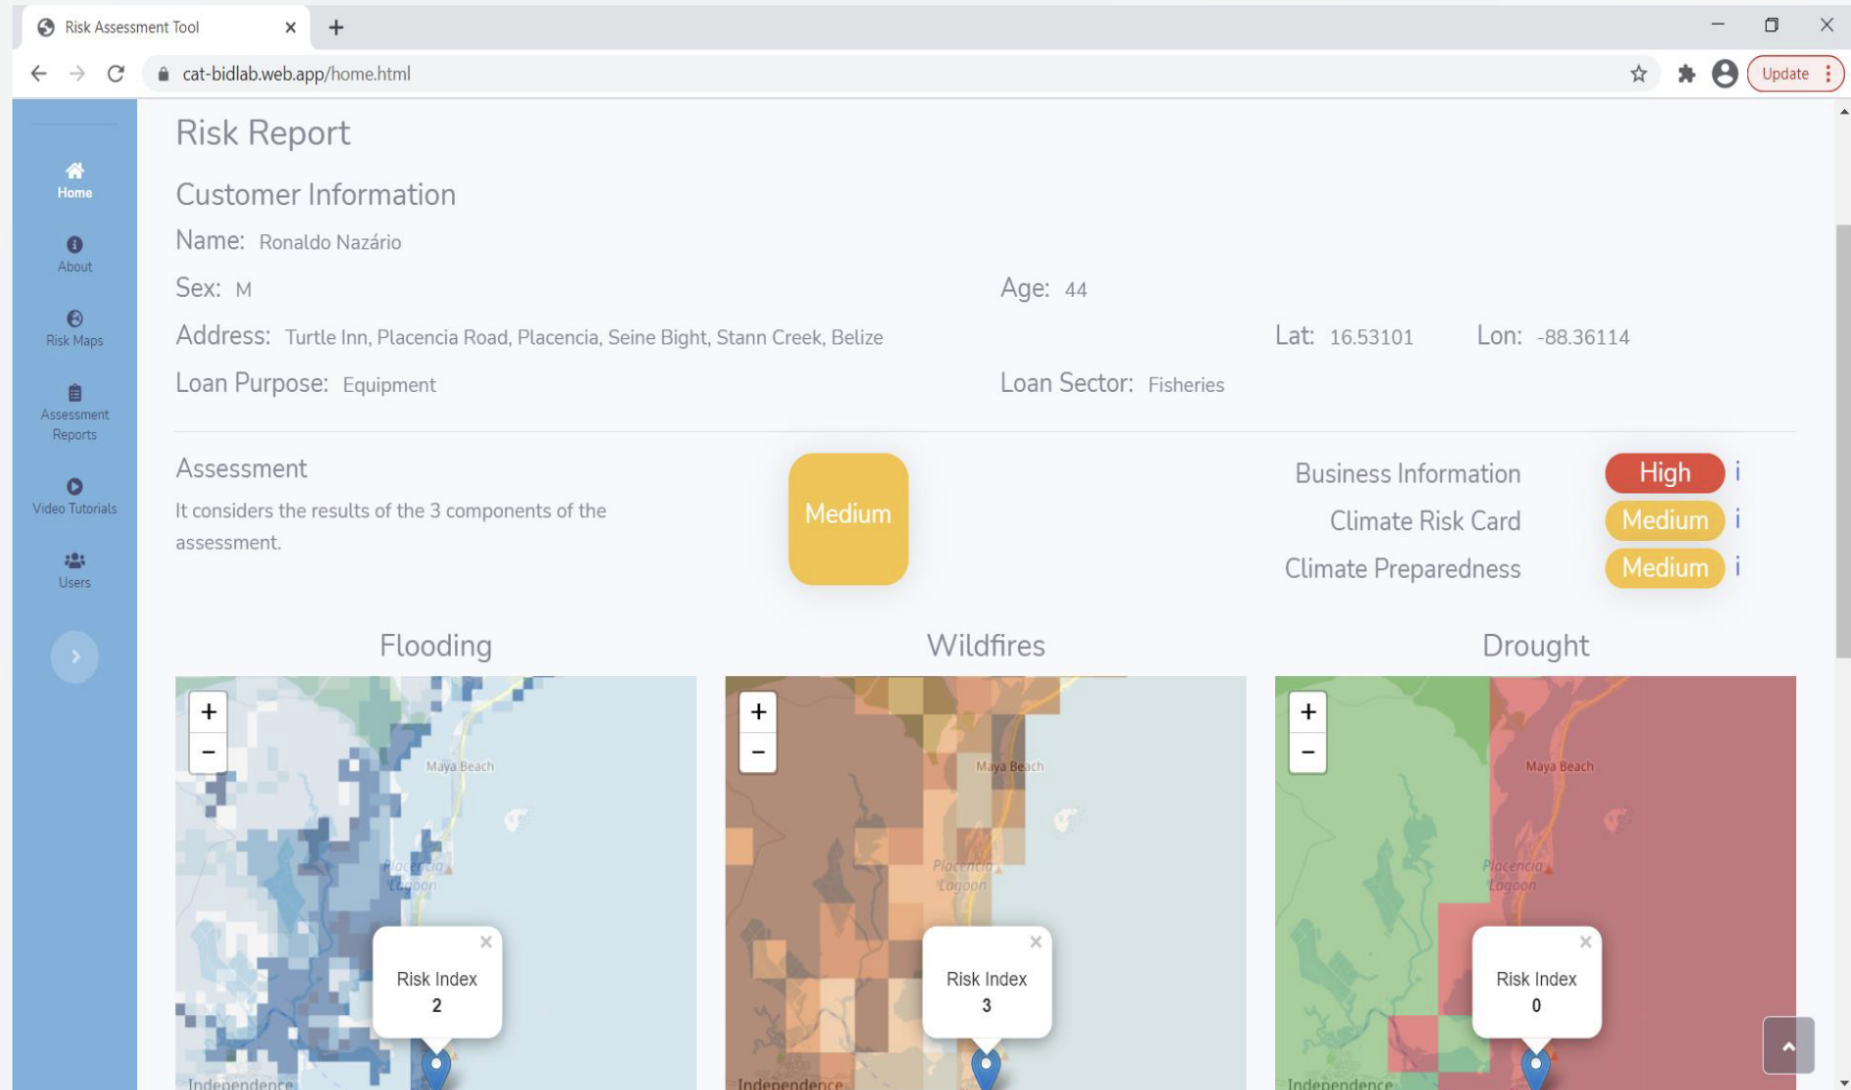 Risk Assessment Tool
cat-bidlab.web.app/home.html
Update
Home
About
Risk Maps
Assessment
Reports
Video Tutorials
Users
Risk Report
Customer Information
Name: Ronaldo Nazário
Sex: M
Age: 44
Address: Turtle Inn, Placencia Road, Placencia, Seine Bight, Stann Creek, Belize
Lat: 16.53101
Lon: -88.36114
Loan Purpose: Equipment
Loan Sector: Fisheries
Assessment
It considers the results of the 3 components of the
assessment.
Medium
Business Information High i
Climate Risk Card Medium i
Climate Preparedness Medium i
Flooding
+
−
Maya Beach
Placencia
Lagoon
Risk Index
2
Independence
Wildfires
+
−
Maya Beach
Placencia
Lagoon
Risk Index
3
Independence
Drought
+
−
Maya Beach
Placencia
Lagoon
Risk Index
0
Independence